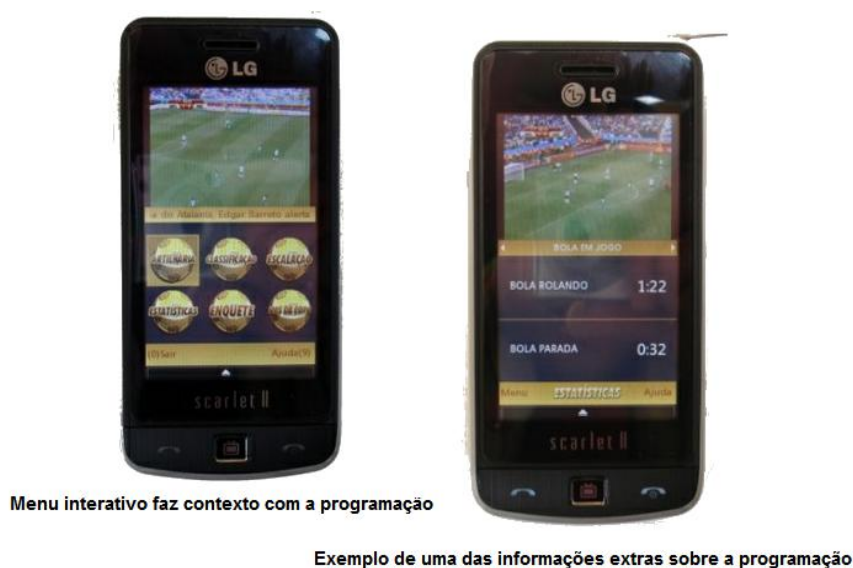 LG
a do Atalanta, Edgar Barreto alerta
ARTILHARIA
CLASSIFICAÇÃO
ESCALAÇÃO
ESTATÍSTICAS
ENQUETE
(0)Sair
Ajuda(9)
scarlet II
Menu interativo faz contexto com a programação
LG
BOLA EM JOGO
BOLA ROLANDO 1:22
BOLA PARADA 0:32
Menu ESTATÍSTICAS Ajuda
scarlet II
Exemplo de uma das informações extras sobre a programação